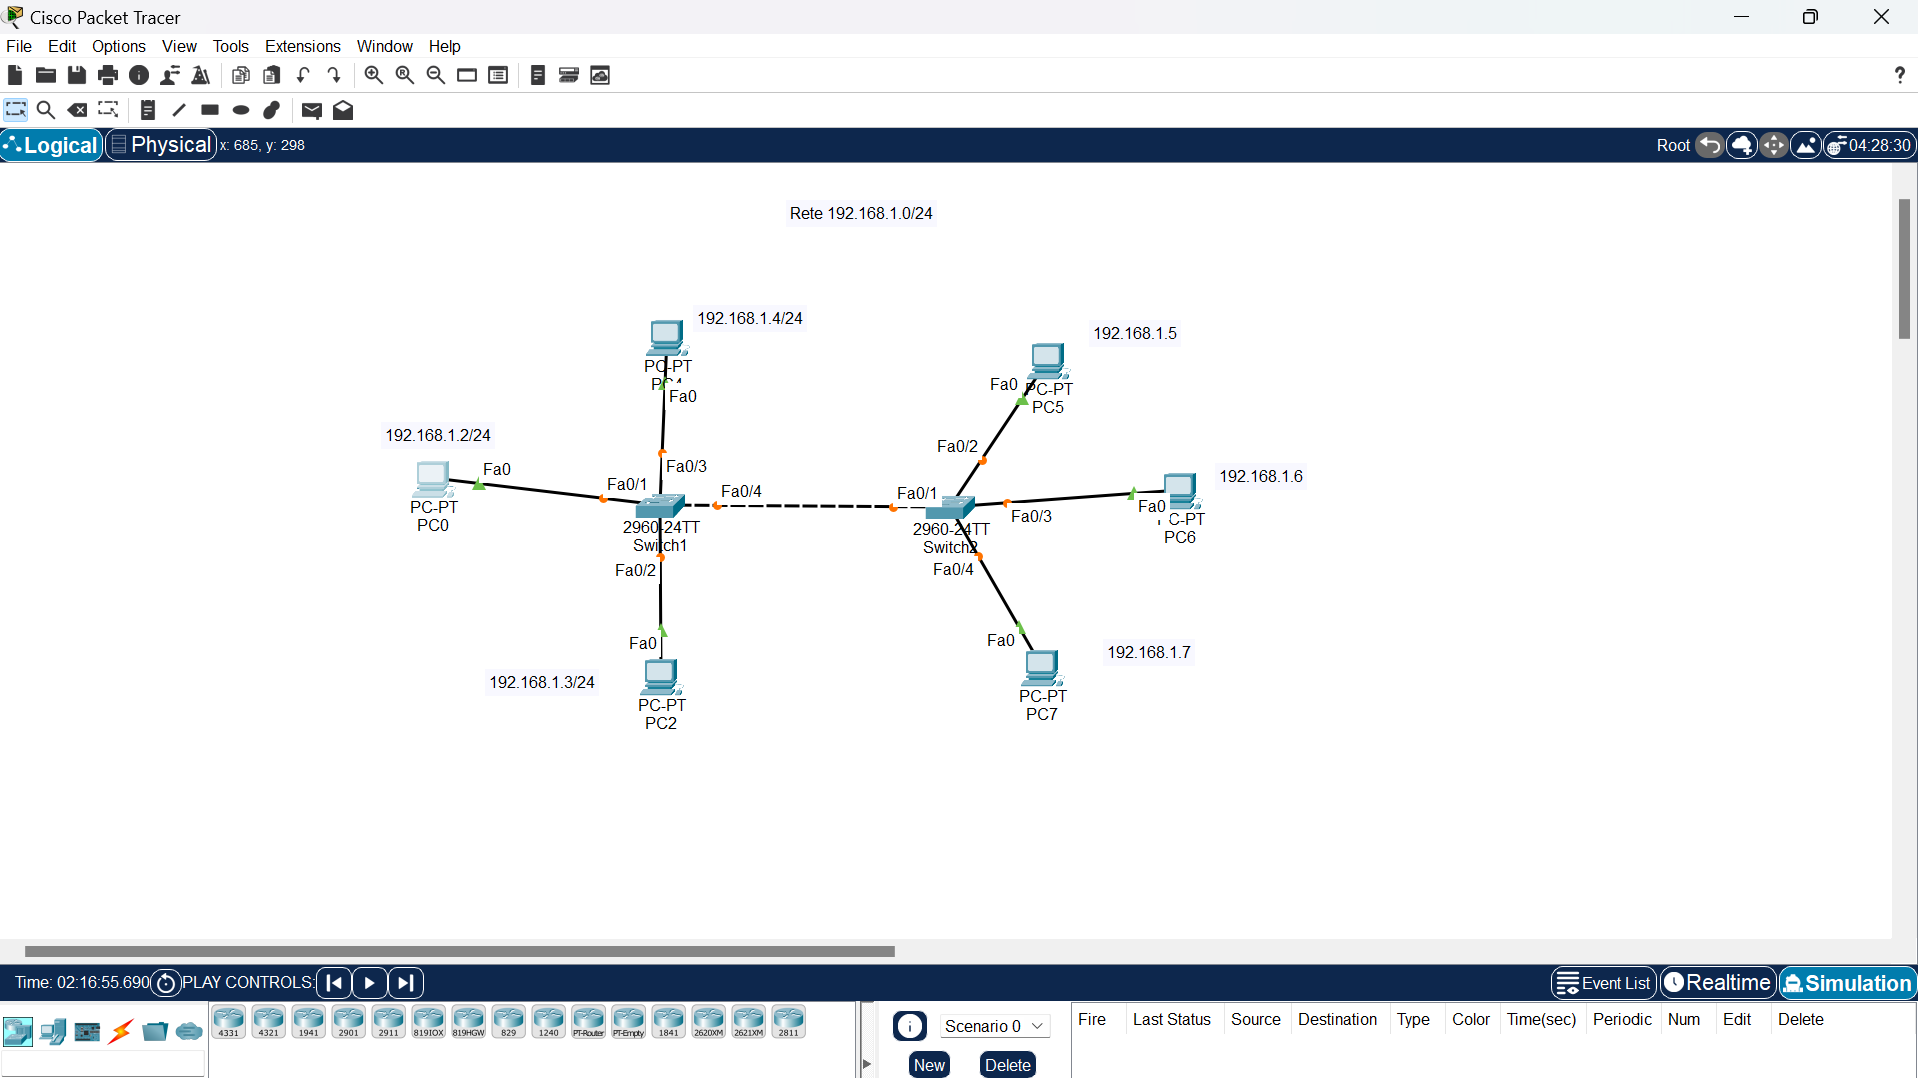 Cisco Packet Tracer
File Edit Options View Tools Extensions Window Help
Logical Physical x: 685, y: 298 Root 04:28:30
Rete 192.168.1.0/24
192.168.1.4/24
PC-PT
Fa0
192.168.1.5
Fa0 PC-PT
PC5
192.168.1.2/24
Fa0
PC-PT
PC0
Fa0/1
Fa0/3
Fa0/4
2960-24TT
Switch1
Fa0/2
Fa0/2
Fa0/1
2960-24TT
Switch2
Fa0/3
Fa0/4
192.168.1.6
Fa0
C-PT
PC6
Fa0
192.168.1.3/24
PC-PT
PC2
Fa0
192.168.1.7
PC-PT
PC7
Time: 02:16:55.690 PLAY CONTROLS: Event List Realtime Simulation
4331 4321 1941 2901 2911 819IOX 819HGW 829 1240 PT-Router PT-Empty 1841 2620XM 2621XM 2811
Scenario 0
New Delete
Fire Last Status Source Destination Type Color Time(sec) Periodic Num Edit Delete